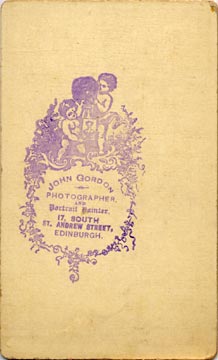 JOHN GORDON
PHOTOGRAPHER,
AND
Portrait Painter.
17, SOUTH
ST. ANDREW STREET,
EDINBURGH.